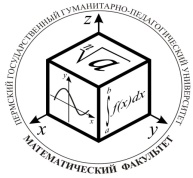 ПЕРМСКИЙ ГОСУДАРСТВЕННЫЙ ГУМАНИТАРНО-ПЕДАГОГИЧЕСКИЙ УНИВЕРСИТЕТ
z
n√a
y
x
b
∫f(x)dx
a
x
y
МАТЕМАТИЧЕСКИЙ ФАКУЛЬТЕТ